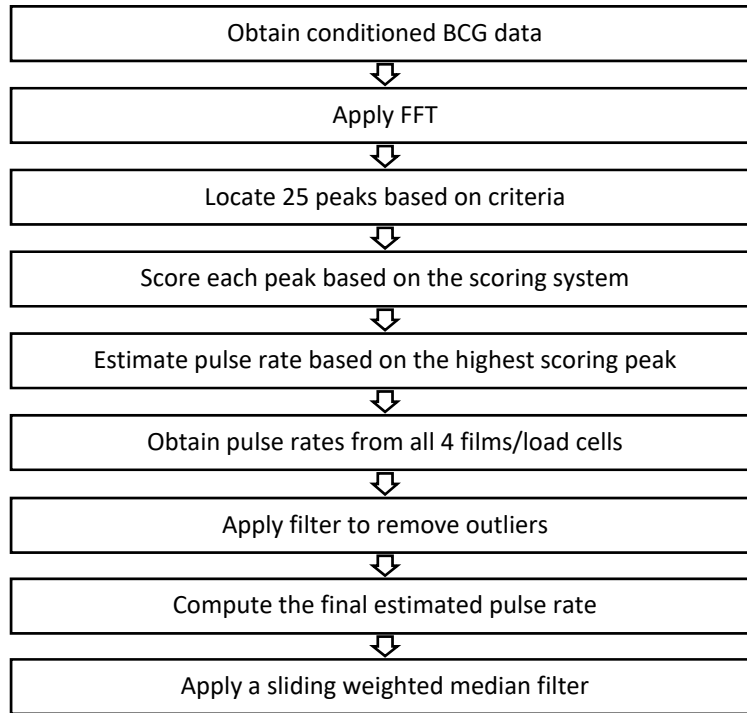 Obtain conditioned BCG data
Apply FFT
Locate 25 peaks based on criteria
Score each peak based on the scoring system
Estimate pulse rate based on the highest scoring peak
Obtain pulse rates from all 4 films/load cells
Apply filter to remove outliers
Compute the final estimated pulse rate
Apply a sliding weighted median filter